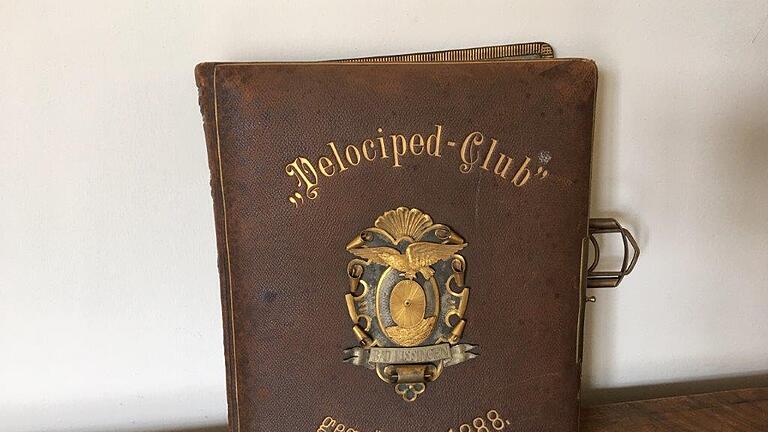 „Velociped-Club”
BAD KISSINGEN
1888.